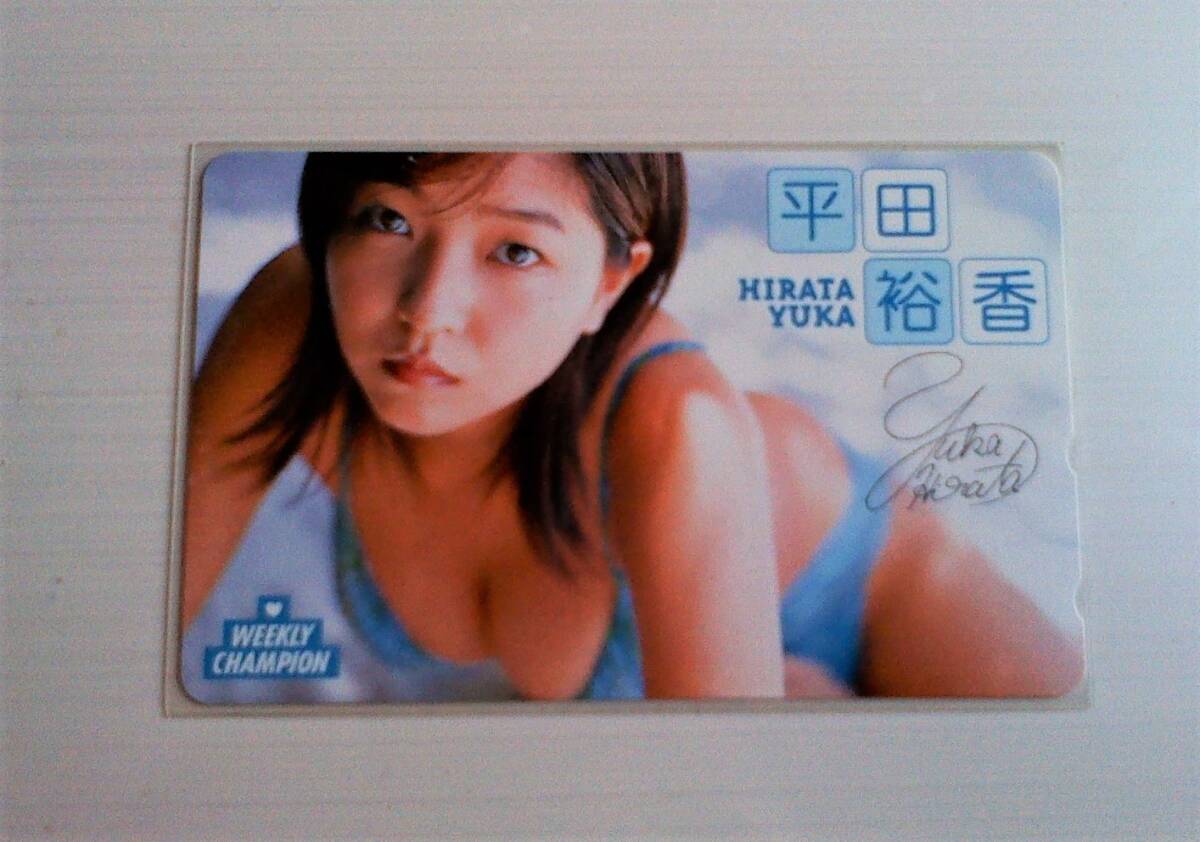 平田
HIRATA
YUKA
裕香
Yuka
Hirata
WEEKLY
CHAMPION